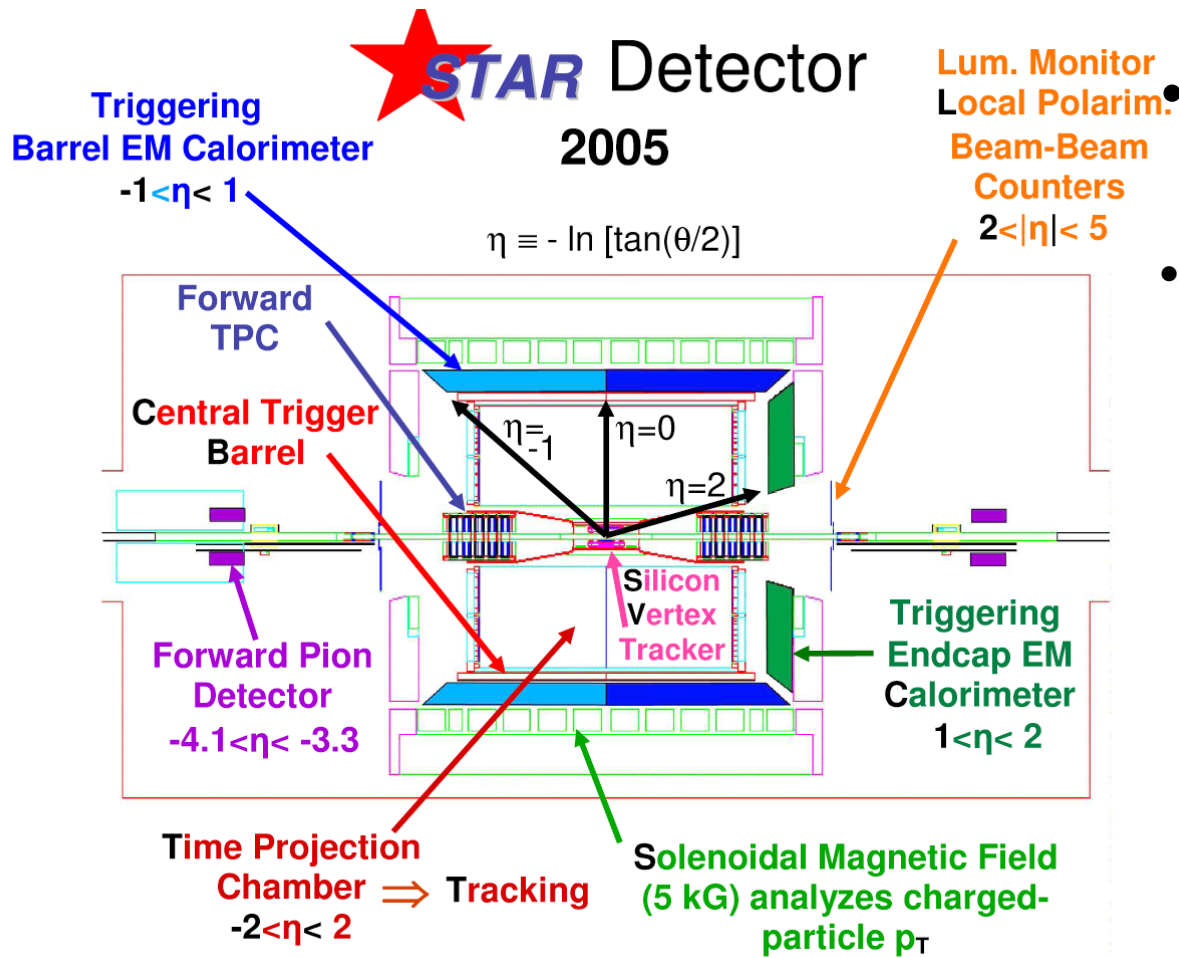 STAR Detector
2005
Lum. Monitor
Local Polarim.
Beam-Beam
Counters
2<|η|< 5
Triggering
Barrel EM Calorimeter
-1<η< 1
η ≡ - ln [tan(θ/2)]
Forward
TPC
Central Trigger
Barrel
η=
-1
η=0
η=2
Silicon
Vertex
Tracker
Forward Pion
Detector
-4.1<η< -3.3
Triggering
Endcap EM
Calorimeter
1<η< 2
Time Projection
Chamber ⇒ Tracking
-2<η< 2
Solenoidal Magnetic Field
(5 kG) analyzes charged-
particle pT